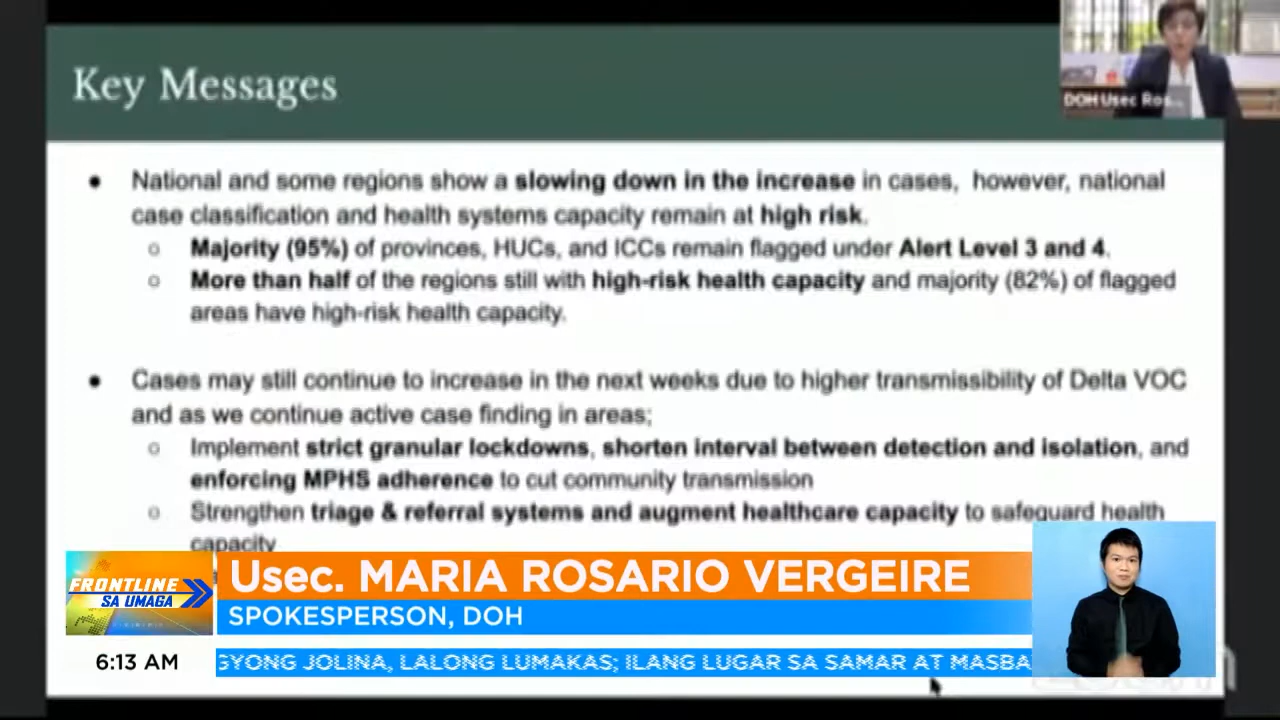 Key Messages
DOH Usec Ros...
● National and some regions show a slowing down in the increase in cases, however, national
case classification and health systems capacity remain at high risk.
○ Majority (95%) of provinces, HUCs, and ICCs remain flagged under Alert Level 3 and 4.
○ More than half of the regions still with high-risk health capacity and majority (82%) of flagged
areas have high-risk health capacity.
● Cases may still continue to increase in the next weeks due to higher transmissibility of Delta VOC
and as we continue active case finding in areas;
○ Implement strict granular lockdowns, shorten interval between detection and isolation, and
enforcing MPHS adherence to cut community transmission
○ Strengthen triage & referral systems and augment healthcare capacity to safeguard health
capacity
FRONTLINE
SA UMAGA
Usec. MARIA ROSARIO VERGEIRE
SPOKESPERSON, DOH
6:13 AM
GYONG JOLINA, LALONG LUMAKAS; ILANG LUGAR SA SAMAR AT MASBA